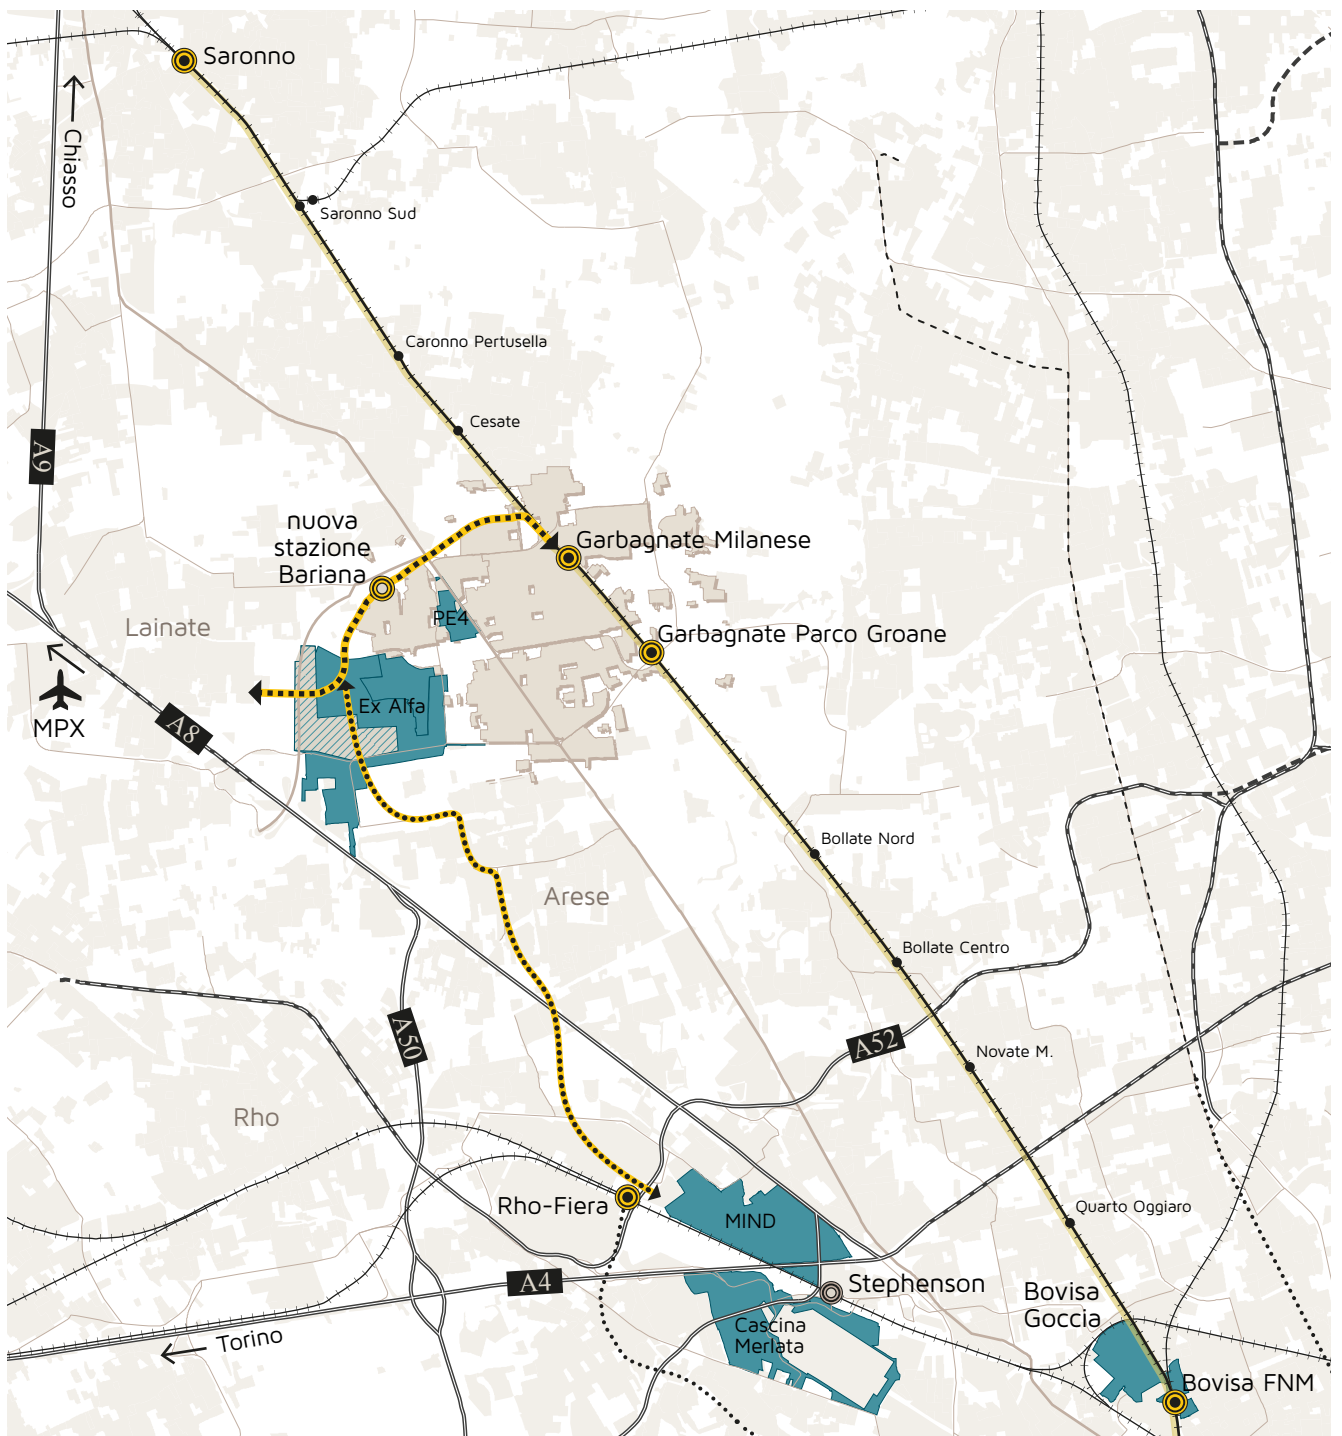 Saronno
Chiasso
Saronno Sud
Caronno Pertusella
Cesate
A9
nuova
stazione
Bariana
Garbagnate Milanese
PE4
Lainate
Garbagnate Parco Groane
MPX
A8
Ex Alfa
Bollate Nord
Arese
Bollate Centro
A50
A52
Novate M.
Rho
Rho-Fiera
MIND
Quarto Oggiaro
A4
Stephenson
Bovisa
Goccia
Torino
Cascina
Merlata
Bovisa FNM